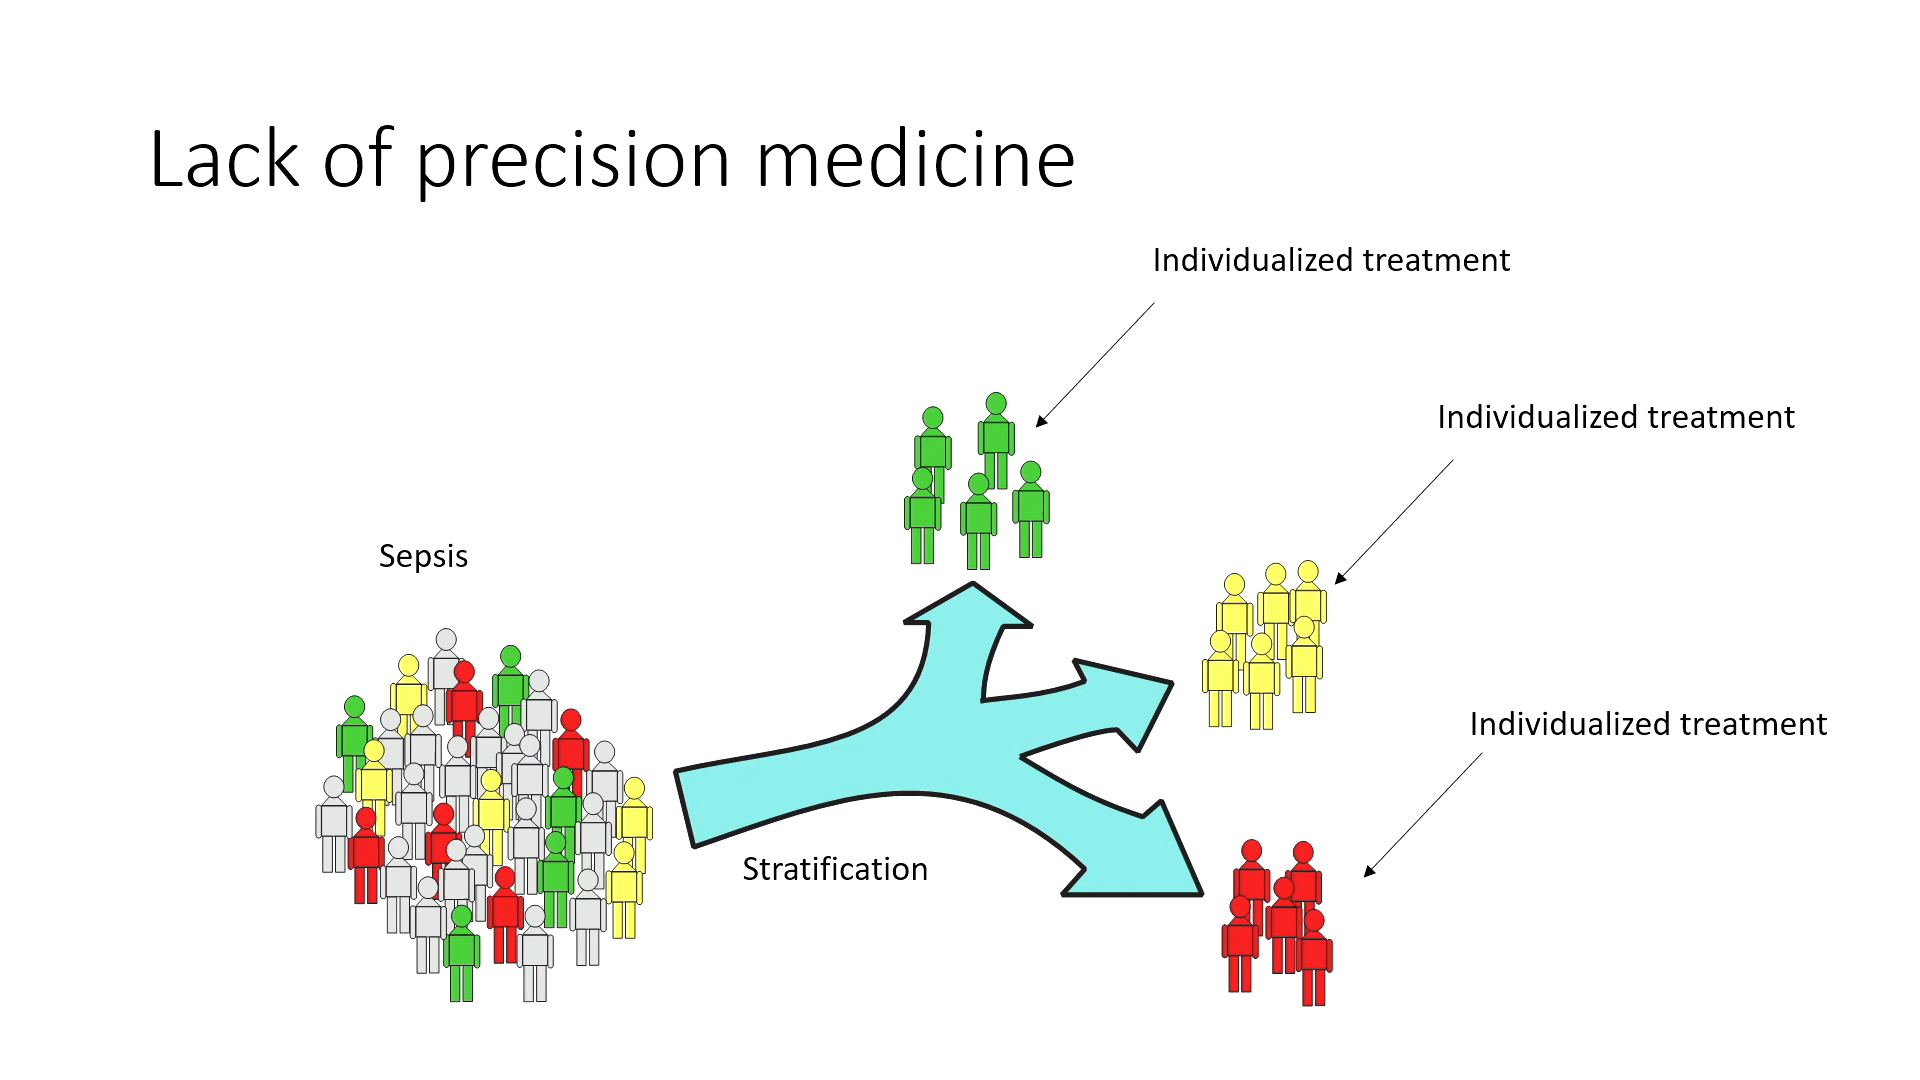 Lack of precision medicine
Individualized treatment
Individualized treatment
Sepsis
Individualized treatment
Stratification